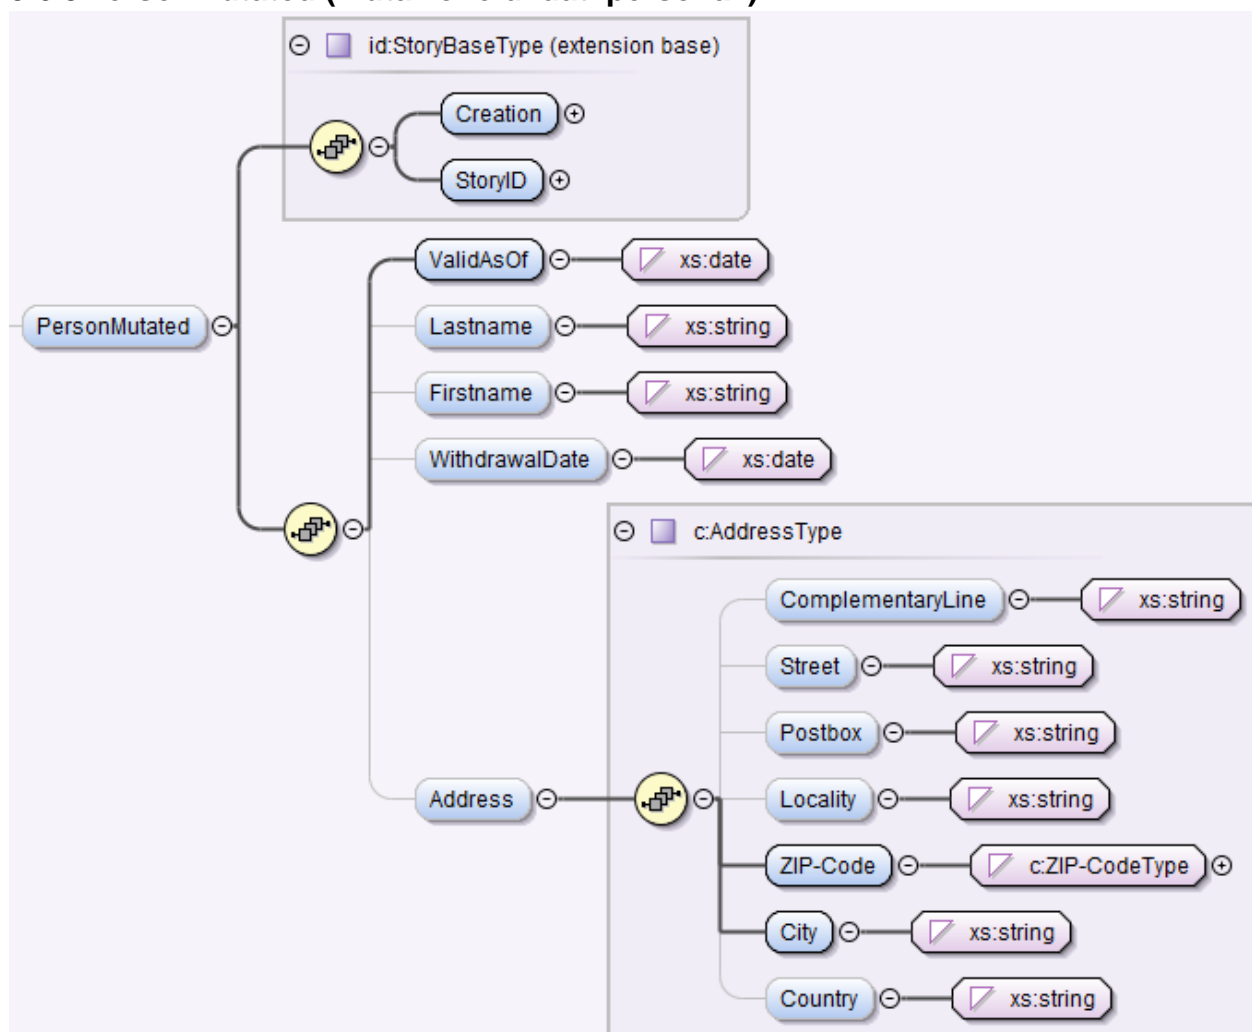 id:StoryBaseType (extension base)
Creation
StoryID
ValidAsOf xs:date
PersonMutated
Lastname xs:string
Firstname xs:string
WithdrawalDate xs:date
c:AddressType
ComplementaryLine xs:string
Street xs:string
Postbox xs:string
Address
Locality xs:string
ZIP-Code c:ZIP-CodeType
City xs:string
Country xs:string